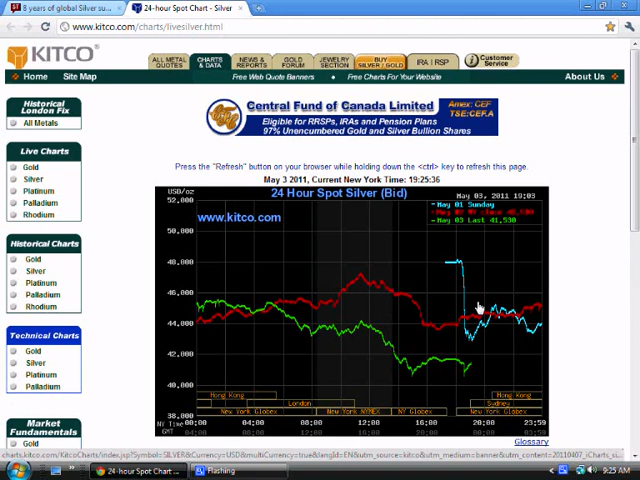 8 years of global Silver su...
24-hour Spot Chart - Silver
www.kitco.com/charts/livesilver.html
KITCO
ALL METAL QUOTES
CHARTS & DATA
NEWS & REPORTS
GOLD FORUM
JEWELRY SECTION
BUY SILVER / GOLD
IRA | RSP
Customer Service
Home
Site Map
Free Web Quote Banners
Free Charts For Your Website
About Us
Historical London Fix
All Metals
Live Charts
Gold
Silver
Platinum
Palladium
Rhodium
Historical Charts
Gold
Silver
Platinum
Palladium
Rhodium
Technical Charts
Gold
Silver
Platinum
Palladium
Market Fundamentals
Gold
Central Fund of Canada Limited
Amex: CEF
TSE:CEF.A
Eligible for RRSPs, IRAs and Pension Plans
97% Unencumbered Gold and Silver Bullion Shares
Press the "Refresh" button on your browser while holding down the <ctrl> key to refresh this page.
May 3 2011, Current New York Time: 19:25:36
USD/oz
24 Hour Spot Silver (Bid)
May 03, 2011 19:03
www.kitco.com
May 01 Sunday
May 03 Last 41,530
52,000
48,000
46,000
44,000
42,000
40,000
38,000
Hong Kong
London
New York Globex
New York NYMEX
NY Globex
Hong Kong
Sydney
New York Globex
NY Time
00:00
04:00
08:00
12:00
16:00
20:00
23:59
GMT
Glossary
24-hour Spot Chart ...
Flashing
9:25 AM